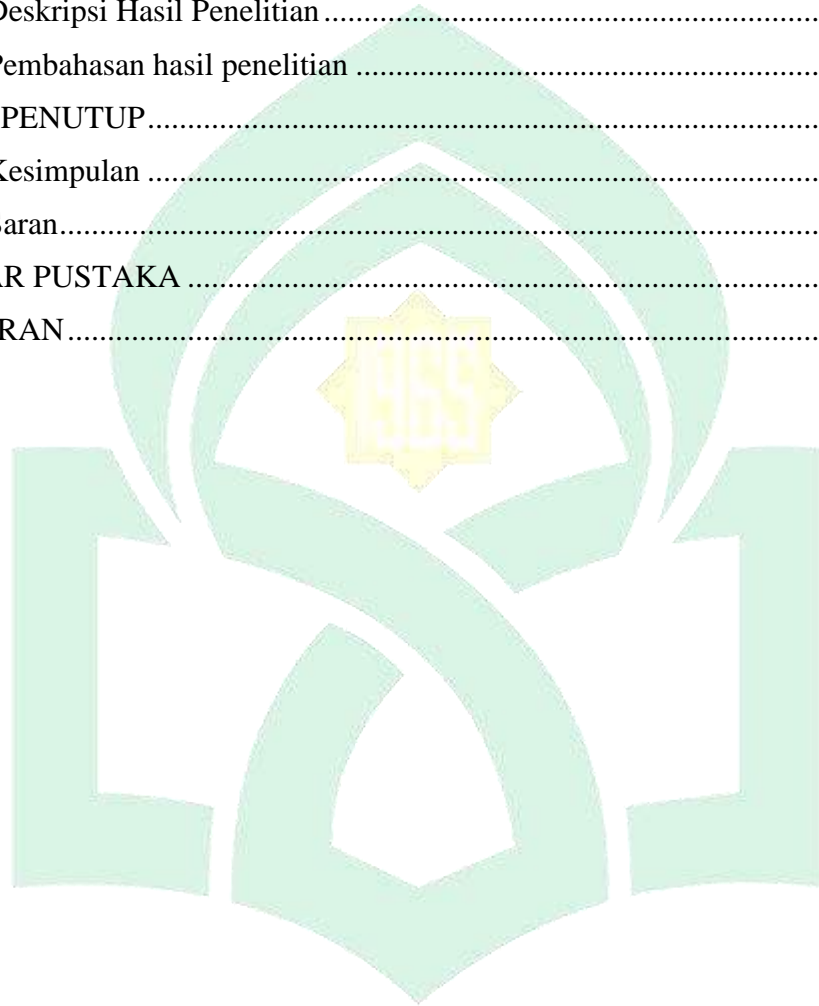 Deskripsi Hasil Penelitian ..............................................................
Pembahasan hasil penelitian ..........................................................
PENUTUP....................................................................................
Kesimpulan ...................................................................................
Saran..............................................................................................
AR PUSTAKA ..............................................................................
RAN.............................................................................................